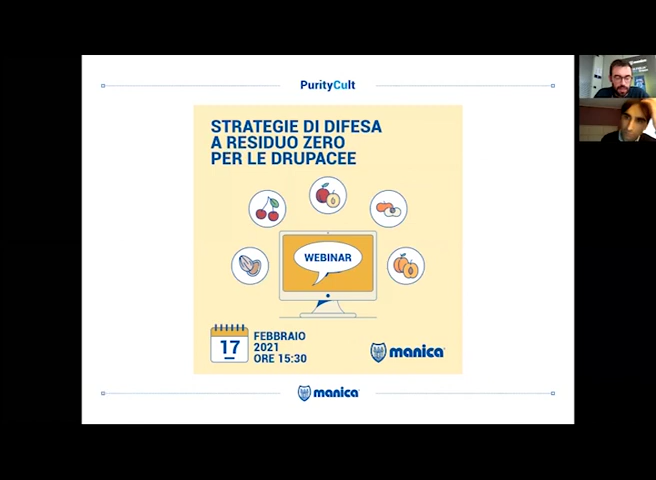 PurityCult
STRATEGIE DI DIFESA
A RESIDUO ZERO
PER LE DRUPACEE
WEBINAR
17
FEBBRAIO
2021
ORE 15:30
manica
manica